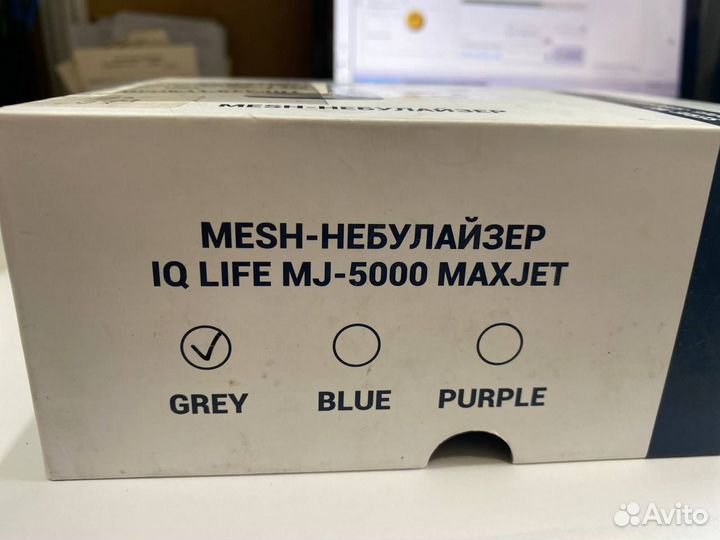 MESH-НЕБУЛАЙЗЕР
MESH-НЕБУЛАЙЗЕР
IQ LIFE MJ-5000 MAXJET
GREY BLUE PURPLE
Avito